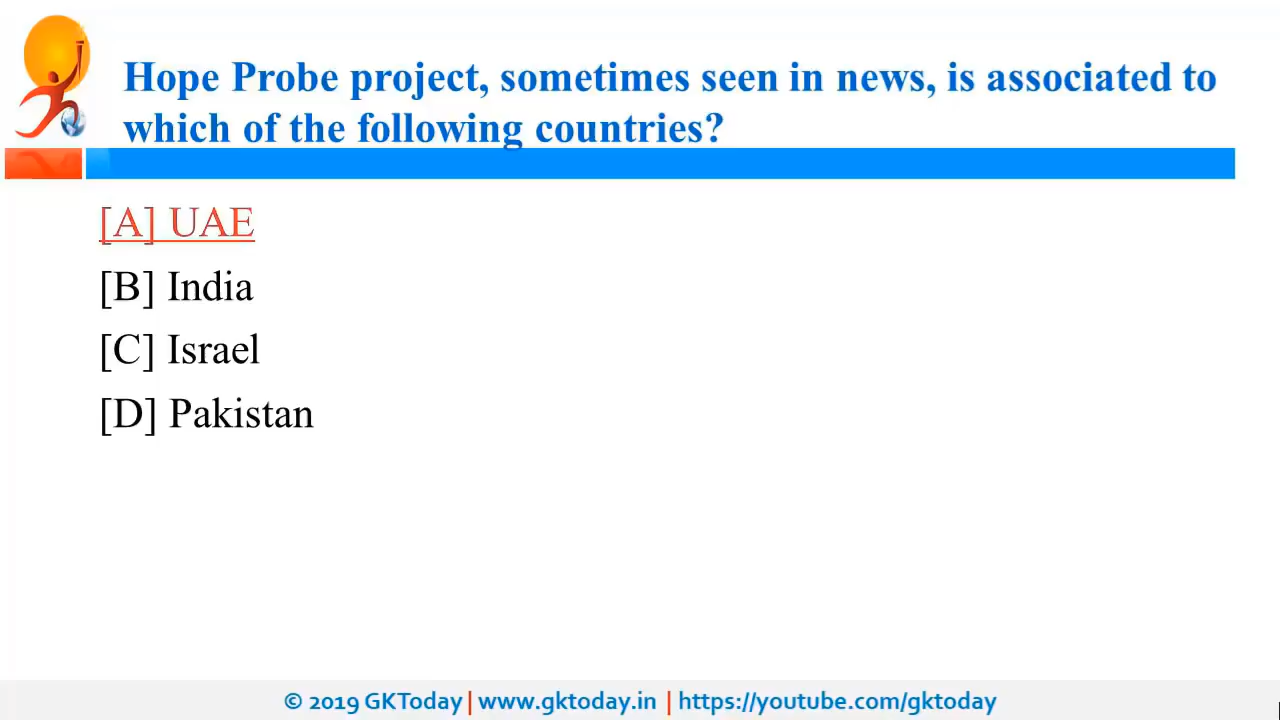 Hope Probe project, sometimes seen in news, is associated to
which of the following countries?
[A] UAE
[B] India
[C] Israel
[D] Pakistan
© 2019 GKToday | www.gktoday.in | https://youtube.com/gktoday